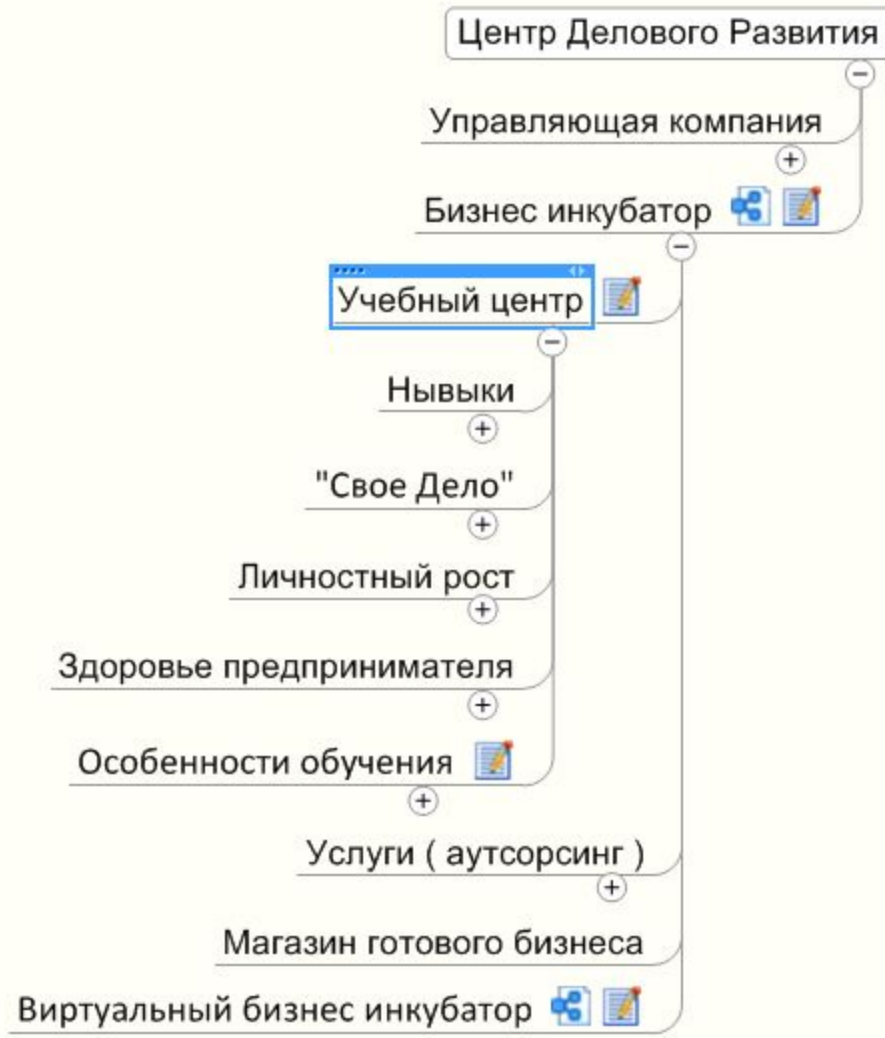 Центр Делового Развития
Управляющая компания
Бизнес инкубатор
Учебный центр
Нывыки
"Свое Дело"
Личностный рост
Здоровье предпринимателя
Особенности обучения
Услуги ( аутсорсинг )
Магазин готового бизнеса
Виртуальный бизнес инкубатор